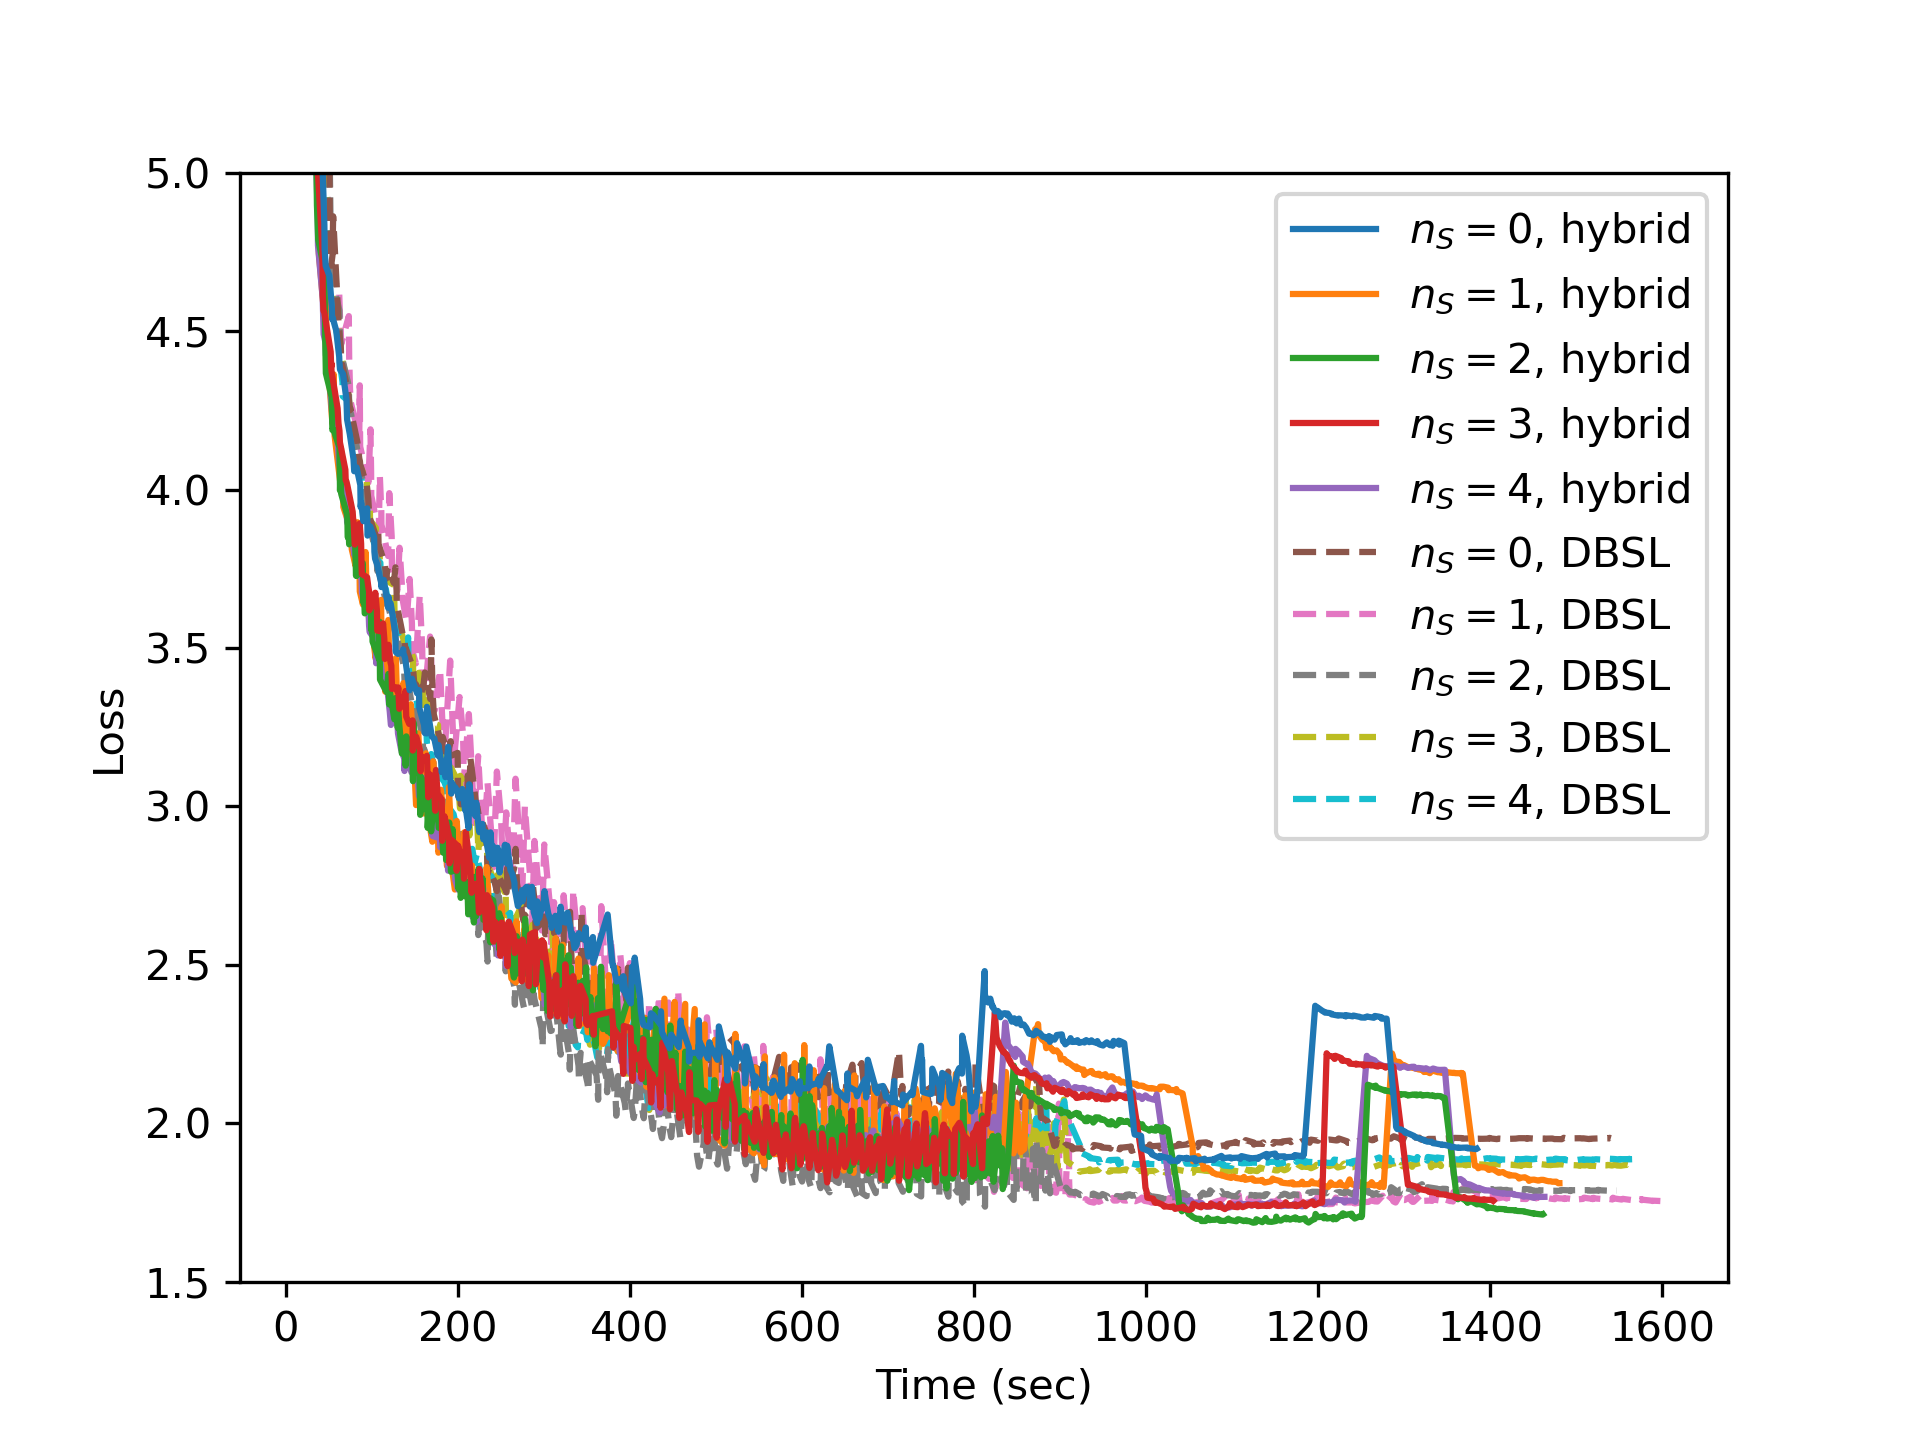 5.0
4.5
4.0
3.5
3.0
2.5
2.0
1.5
Loss
0 200 400 600 800 1000 1200 1400 1600
Time (sec)
n_S = 0, hybrid
n_S = 1, hybrid
n_S = 2, hybrid
n_S = 3, hybrid
n_S = 4, hybrid
n_S = 0, DBSL
n_S = 1, DBSL
n_S = 2, DBSL
n_S = 3, DBSL
n_S = 4, DBSL